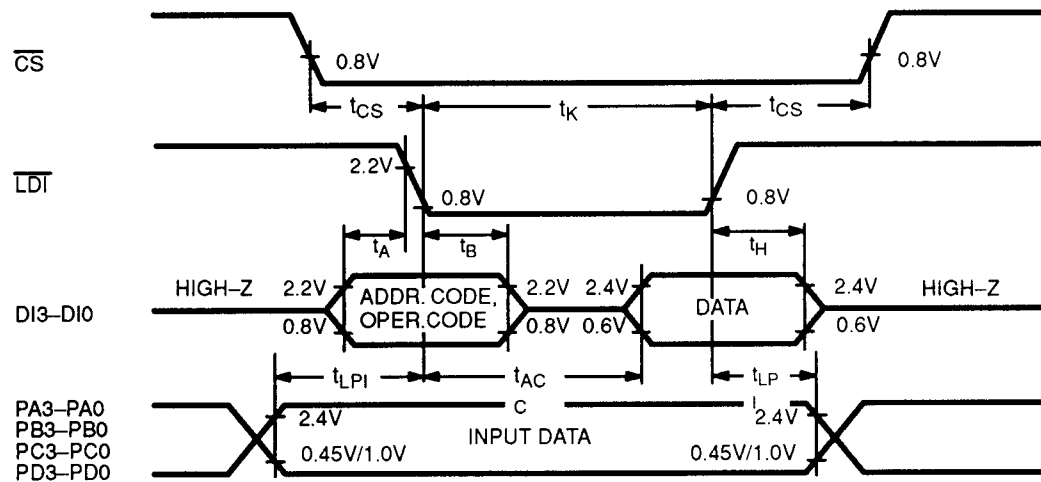 CS
0.8V 0.8V
tCS tK tCS
LDI
2.2V
0.8V 0.8V
tA tB tH
HIGH–Z 2.2V ADDR. CODE, 2.2V 2.4V DATA 2.4V HIGH–Z
DI3–DI0
0.8V OPER.CODE 0.8V 0.6V 0.6V
tLPI tAC tLP
PA3–PA0 C I
2.4V 2.4V
PB3–PB0
INPUT DATA
PC3–PC0 0.45V/1.0V 0.45V/1.0V
PD3–PD0